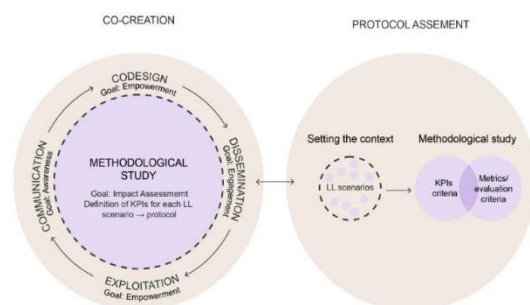 CO-CREATION
CODESIGN
Goal: Empowerment
COMMUNICATION
Goal: Awareness
METHODOLOGICAL
STUDY
Goal: Impact Assessmemt
Definition of KPIs for each LL
scenario → protocol
DISSEMINATION
Goal: Engagement
EXPLOITATION
Goal: Empowerment
PROTOCOL ASSEMENT
Setting the context
LL scenarios
Methodological study
KPIs
criteria
Metrics/
evaluation
criteria